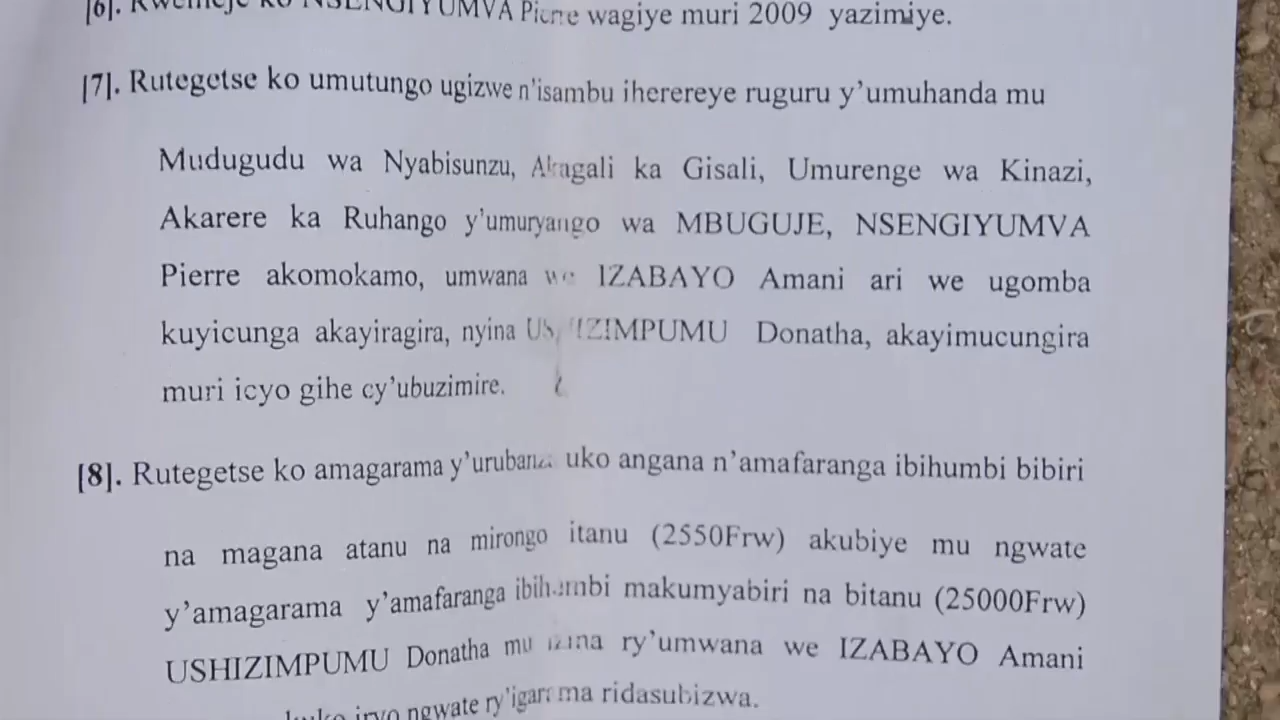 [6]. Kwemeje ko NSENGIYUMVA Pierre wagiye muri 2009 yazimiye.
[7]. Rutegetse ko umutungo ugizwe n'isambu iherereye ruguru y'umuhanda mu
Mudugudu wa Nyabisunzu, Akagali ka Gisali, Umurenge wa Kinazi,
Akarere ka Ruhango y'umuryango wa MBUGUJE, NSENGIYUMVA
Pierre akomokamo, umwana we IZABAYO Amani ari we ugomba
kuyicunga akayiragira, nyina USHIZIMPUMU Donatha, akayimucungira
muri icyo gihe cy'ubuzimire.
[8]. Rutegetse ko amagarama y'urubanza uko angana n'amafaranga ibihumbi bibiri
na magana atanu na mirongo itanu (2550Frw) akubiye mu ngwate
y'amagarama y'amafaranga ibihumbi makumyabiri na bitanu (25000Frw)
USHIZIMPUMU Donatha mu izina ry'umwana we IZABAYO Amani
kuko iryo ngwate ry'igarama ridasubizwa.